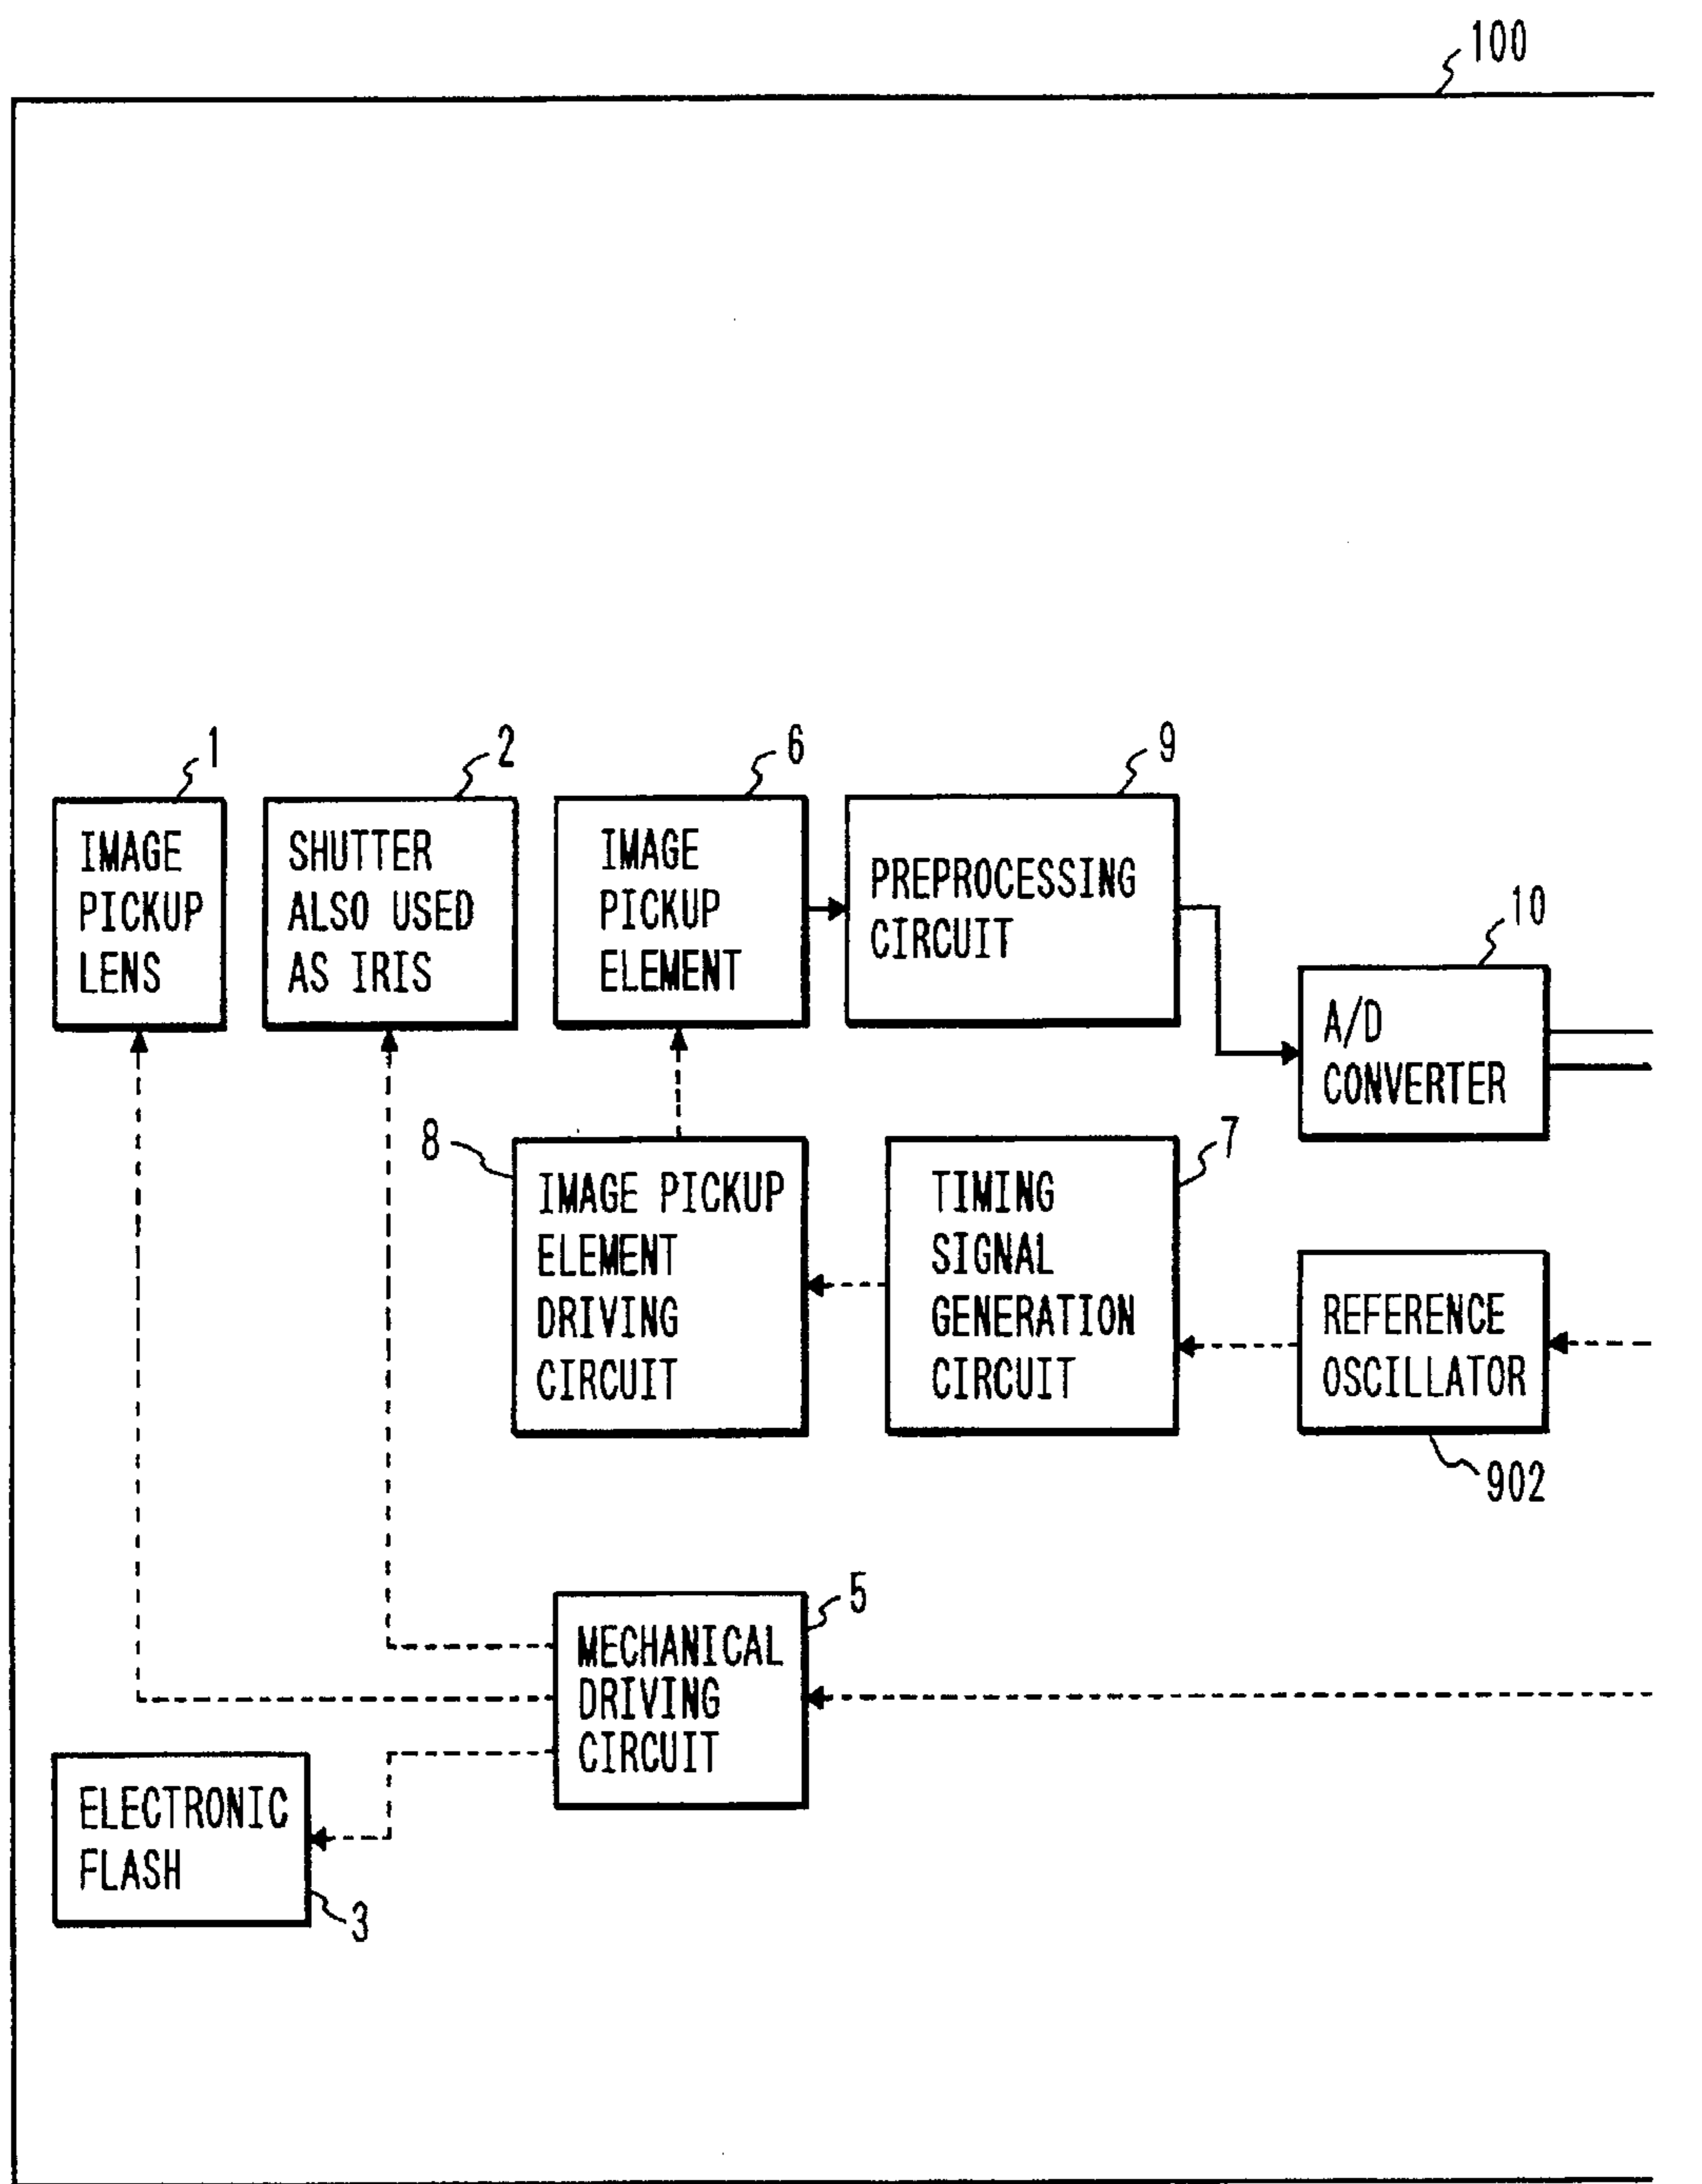 100
1
2
6
9
IMAGE
PICKUP
LENS
SHUTTER
ALSO USED
AS IRIS
IMAGE
PICKUP
ELEMENT
PREPROCESSING
CIRCUIT
10
A/D
CONVERTER
8
IMAGE PICKUP
ELEMENT
DRIVING
CIRCUIT
7
TIMING
SIGNAL
GENERATION
CIRCUIT
REFERENCE
OSCILLATOR
902
5
MECHANICAL
DRIVING
CIRCUIT
ELECTRONIC
FLASH
3